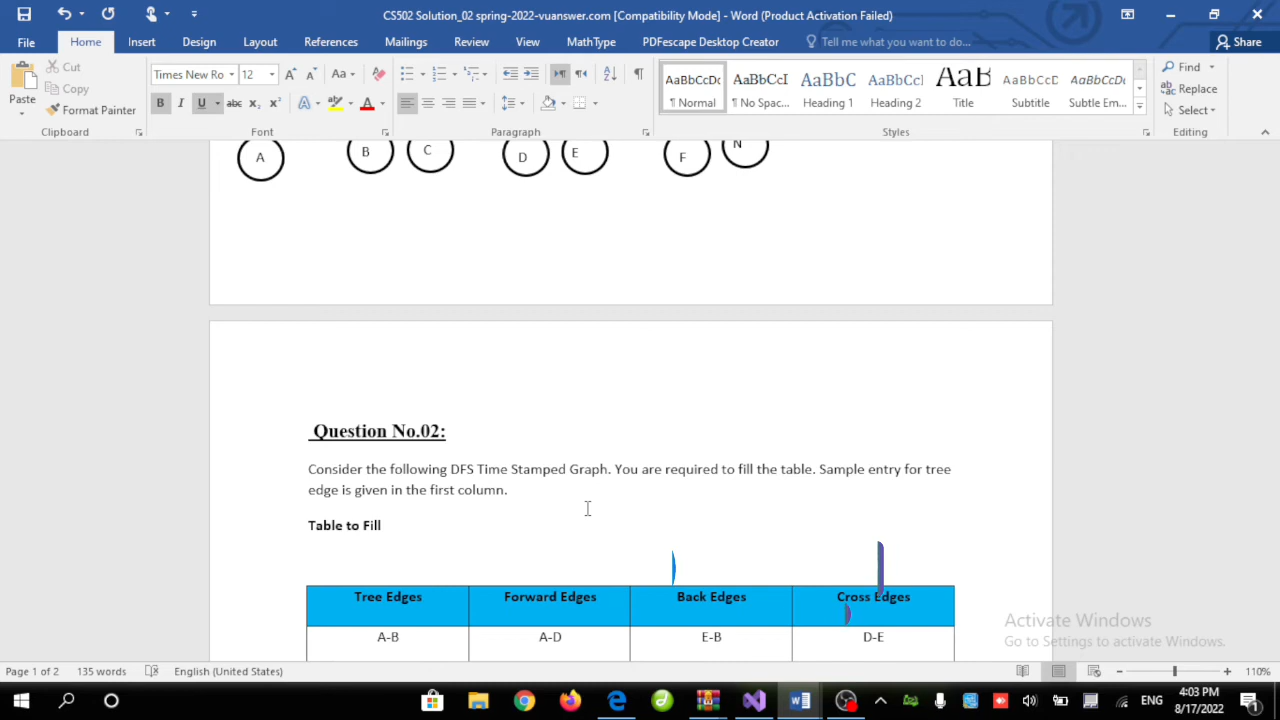 CS502 Solution_02 spring-2022-vuanswer.com [Compatibility Mode] - Word (Product Activation Failed)
File Home Insert Design Layout References Mailings Review View MathType PDFescape Desktop Creator Tell me what you want to do... Share
Cut
Copy
Format Painter
Paste
Times New Ro 12
AaBbCcDc AaBbCcI AaBbC AaBbCcI AaB AaBbCcD AaBbCcDc
¶ Normal ¶ No Spac... Heading 1 Heading 2 Title Subtitle Subtle Em...
Find
Replace
Select
Clipboard Font Paragraph Styles Editing
A B C D E F N
Question No.02:
Consider the following DFS Time Stamped Graph. You are required to fill the table. Sample entry for tree
edge is given in the first column.
Table to Fill
Tree Edges Forward Edges Back Edges Cross Edges
A-B A-D E-B D-E
Activate Windows
Go to Settings to activate Windows.
Page 1 of 2 135 words English (United States) 110%
ENG 4:03 PM
8/17/2022